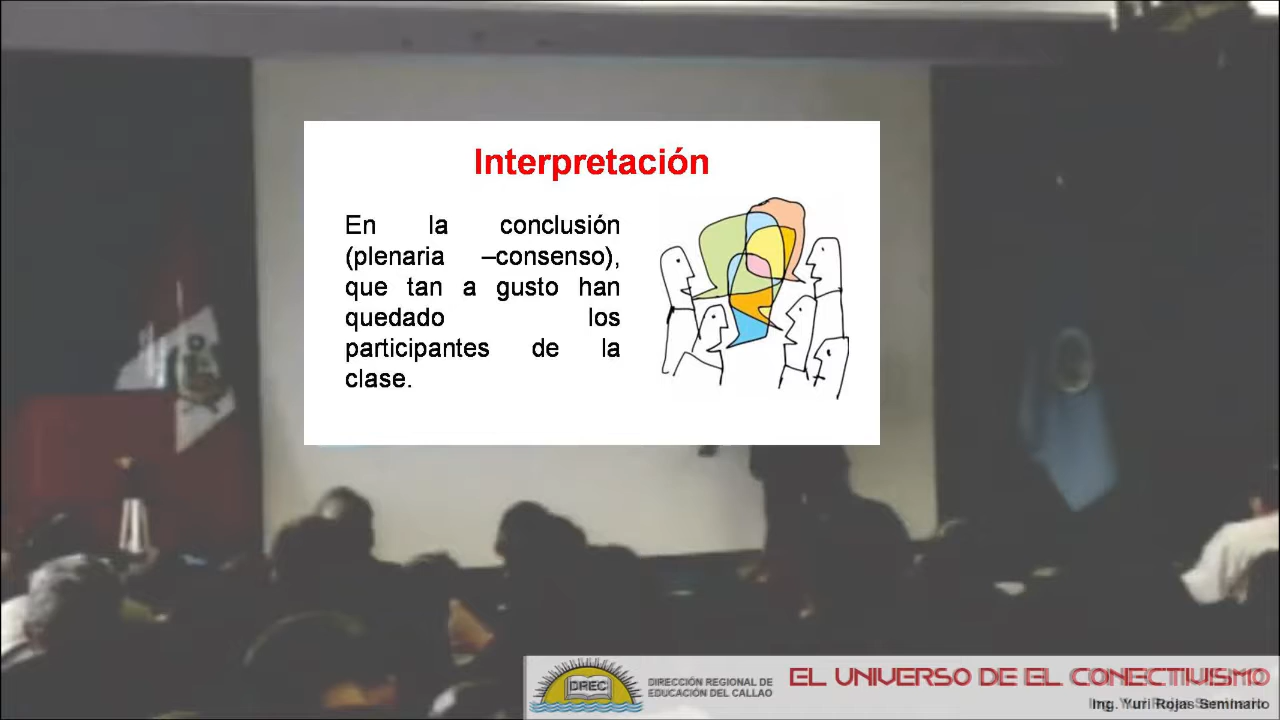 Interpretación
En la conclusión
(plenaria –consenso),
que tan a gusto han
quedado los
participantes de la
clase.
DREC
DIRECCIÓN REGIONAL DE
EDUCACIÓN DEL CALLAO
EL UNIVERSO DE EL CONECTIVISMO
Ing. Yuri Rojas Seminario